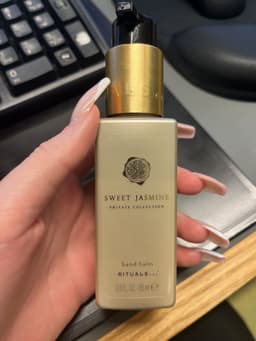 SWEET JASMINE
PRIVATE COLLECTION
hand balm
RITUALS...